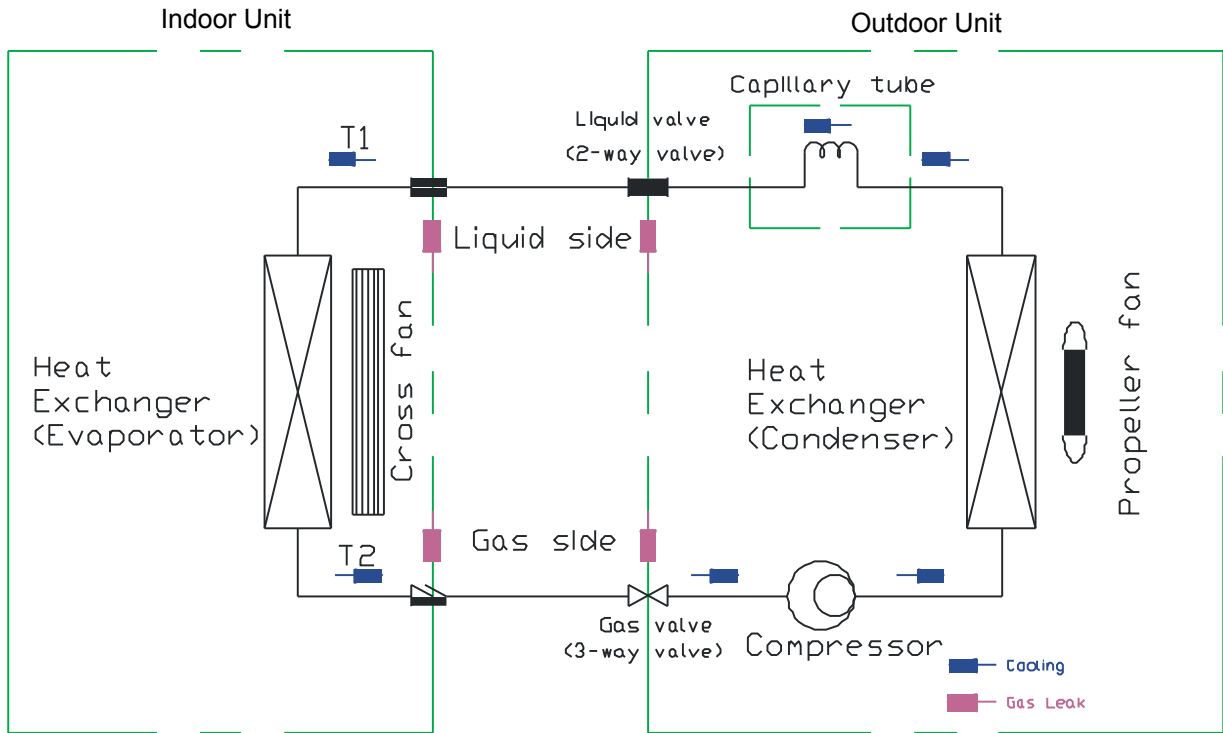 Indoor Unit
Outdoor Unit
Capillary tube
Liquid valve
(2-way valve)
T1
Liquid side
Heat
Exchanger
(Evaporator)
Cross fan
Heat
Exchanger
(Condenser)
Propeller fan
Gas side
T2
Gas valve
(3-way valve)
Compressor
Cooling
Gas Leak